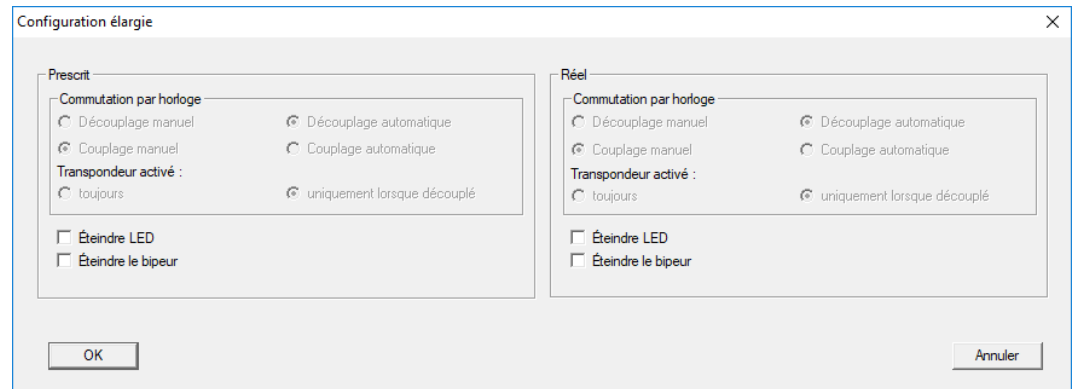 Configuration élargie
Prescrit
Commutation par horloge
Découplage manuel Découplage automatique
Couplage manuel Couplage automatique
Transpondeur activé :
toujours uniquement lorsque découplé
Éteindre LED
Éteindre le bipeur
Réel
Commutation par horloge
Découplage manuel Découplage automatique
Couplage manuel Couplage automatique
Transpondeur activé :
toujours uniquement lorsque découplé
Éteindre LED
Éteindre le bipeur
OK Annuler